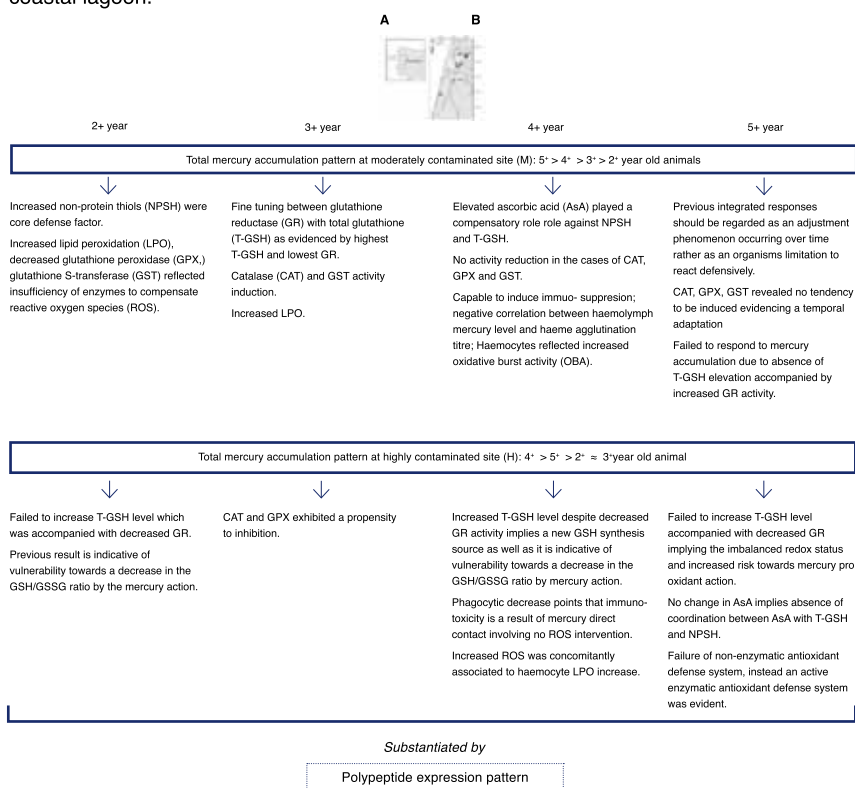 coastal lagoon.
A B
2+ year 3+ year 4+ year 5+ year
Total mercury accumulation pattern at moderately contaminated site (M): 5⁺ > 4⁺ > 3⁺ > 2⁺ year old animals
Increased non-protein thiols (NPSH) were
core defense factor.
Increased lipid peroxidation (LPO),
decreased glutathione peroxidase (GPX,)
glutathione S-transferase (GST) reflected
insufficiency of enzymes to compensate
reactive oxygen species (ROS).
Fine tuning between glutathione
reductase (GR) with total glutathione
(T-GSH) as evidenced by highest
T-GSH and lowest GR.
Catalase (CAT) and GST activity
induction.
Increased LPO.
Elevated ascorbic acid (AsA) played a
compensatory role role against NPSH
and T-GSH.
No activity reduction in the cases of CAT,
GPX and GST.
Capable to induce immuo- suppresion;
negative correlation between haemolymph
mercury level and haeme agglutination
titre; Haemocytes reflected increased
oxidative burst activity (OBA).
Previous integrated responses
should be regarded as an adjustment
phenomenon occurring over time
rather as an organisms limitation to
react defensively.
CAT, GPX, GST revealed no tendency
to be induced evidencing a temporal
adaptation
Failed to respond to mercury
accumulation due to absence of
T-GSH elevation accompanied by
increased GR activity.
Total mercury accumulation pattern at highly contaminated site (H): 4⁺ > 5⁺ > 2⁺ ≈ 3⁺year old animal
Failed to increase T-GSH level which
was accompanied with decreased GR.
Previous result is indicative of
vulnerability towards a decrease in the
GSH/GSSG ratio by the mercury action.
CAT and GPX exhibited a propensity
to inhibition.
Increased T-GSH level despite decreased
GR activity implies a new GSH synthesis
source as well as it is indicative of
vulnerability towards a decrease in the
GSH/GSSG ratio by mercury action.
Phagocytic decrease points that immuno-
toxicity is a result of mercury direct
contact involving no ROS intervention.
Increased ROS was concomitantly
associated to haemocyte LPO increase.
Failed to increase T-GSH level
accompanied with decreased GR
implying the imbalanced redox status
and increased risk towards mercury pro
oxidant action.
No change in AsA implies absence of
coordination between AsA with T-GSH
and NPSH.
Failure of non-enzymatic antioxidant
defense system, instead an active
enzymatic antioxidant defense system
was evident.
Substantiated by
Polypeptide expression pattern